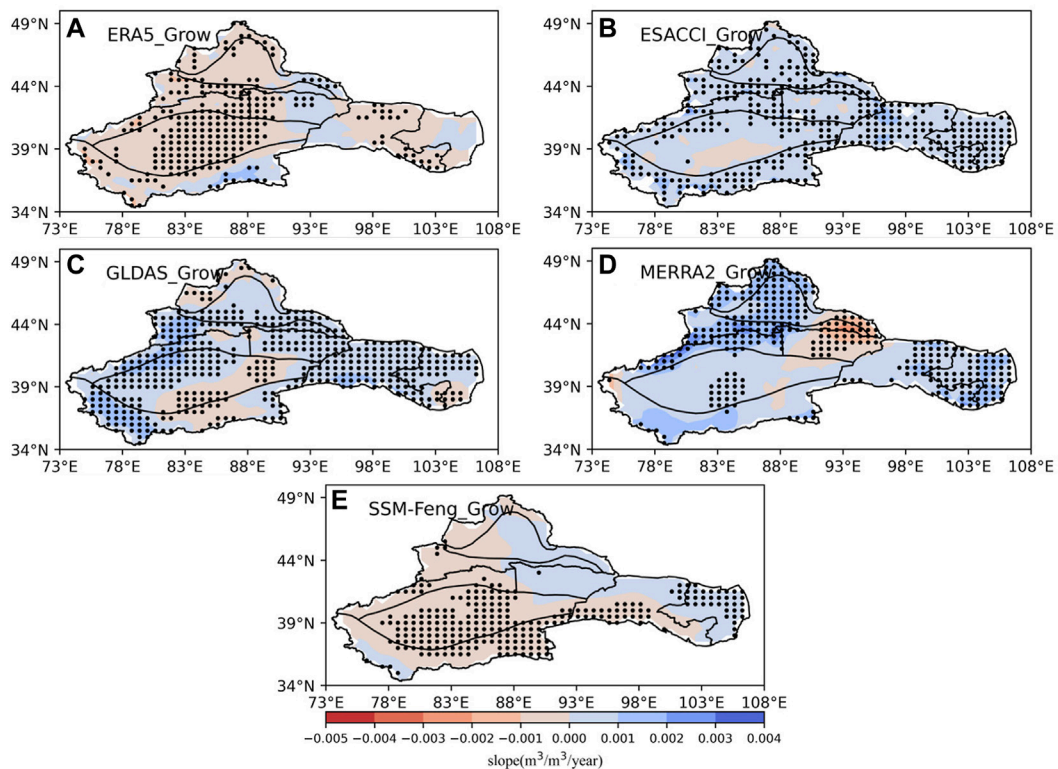 A
ERA5_Grow
49°N
44°N
39°N
34°N
73°E 78°E 83°E 88°E 93°E 98°E 103°E 108°E
B
ESACCI_Grow
49°N
44°N
39°N
34°N
73°E 78°E 83°E 88°E 93°E 98°E 103°E 108°E
C
GLDAS_Grow
49°N
44°N
39°N
34°N
73°E 78°E 83°E 88°E 93°E 98°E 103°E 108°E
D
MERRA2_Grow
49°N
44°N
39°N
34°N
73°E 78°E 83°E 88°E 93°E 98°E 103°E 108°E
E
SSM-Feng_Grow
49°N
44°N
39°N
34°N
73°E 78°E 83°E 88°E 93°E 98°E 103°E 108°E
−0.005 −0.004 −0.003 −0.002 −0.001 0.000 0.001 0.002 0.003 0.004
slope(m³/m³/year)